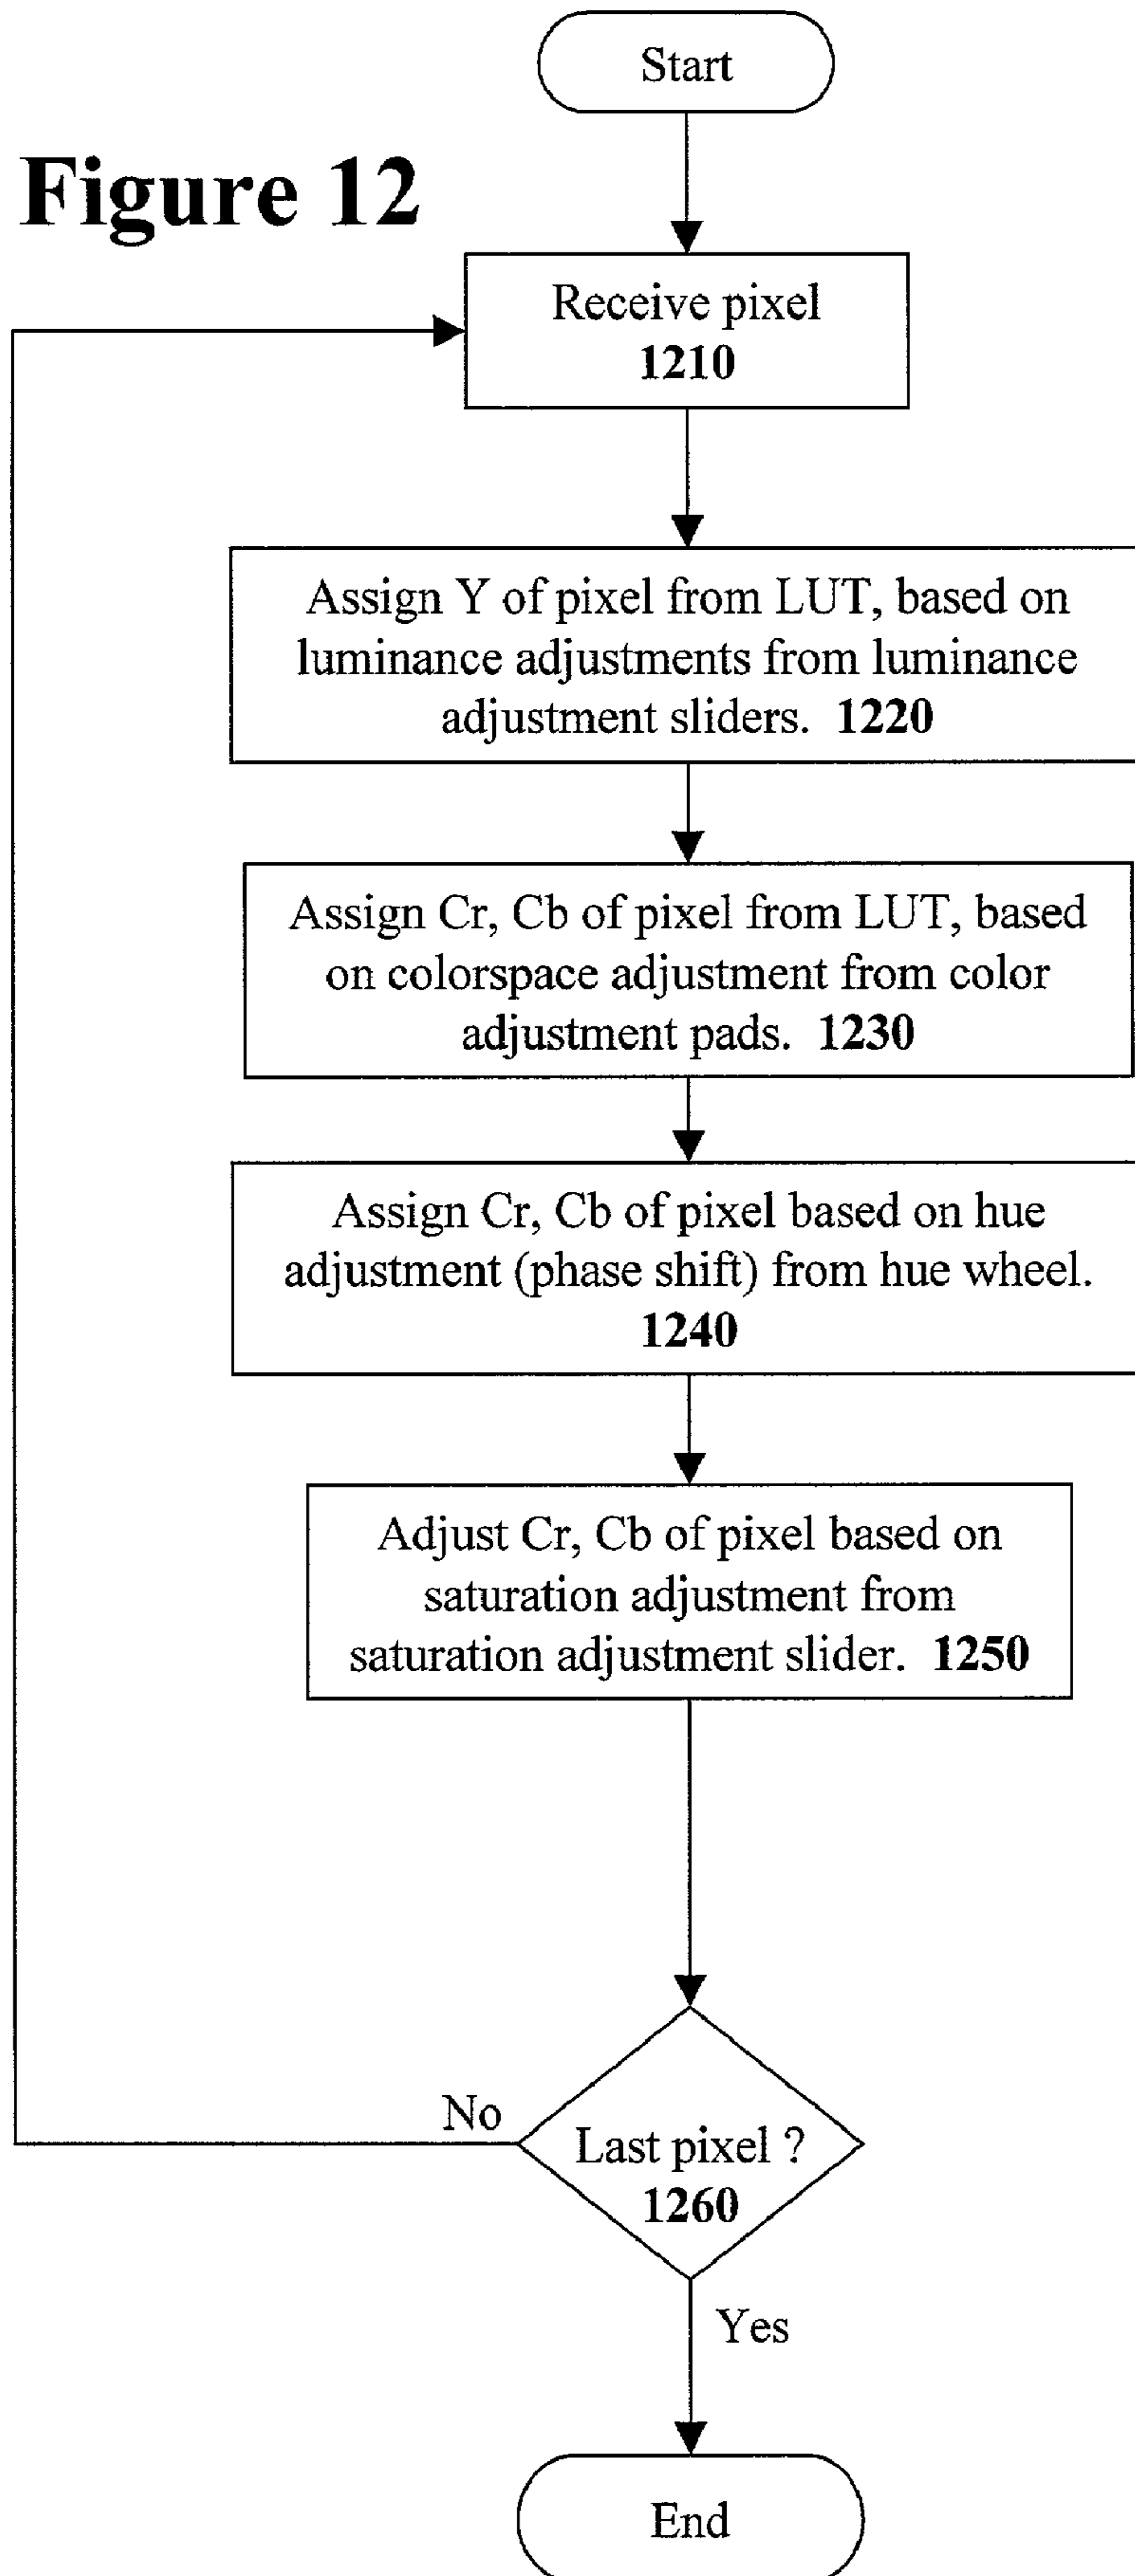 Start
Figure 12
Receive pixel
1210
Assign Y of pixel from LUT, based on
luminance adjustments from luminance
adjustment sliders. 1220
Assign Cr, Cb of pixel from LUT, based
on colorspace adjustment from color
adjustment pads. 1230
Assign Cr, Cb of pixel based on hue
adjustment (phase shift) from hue wheel.
1240
Adjust Cr, Cb of pixel based on
saturation adjustment from
saturation adjustment slider. 1250
No
Last pixel ?
1260
Yes
End